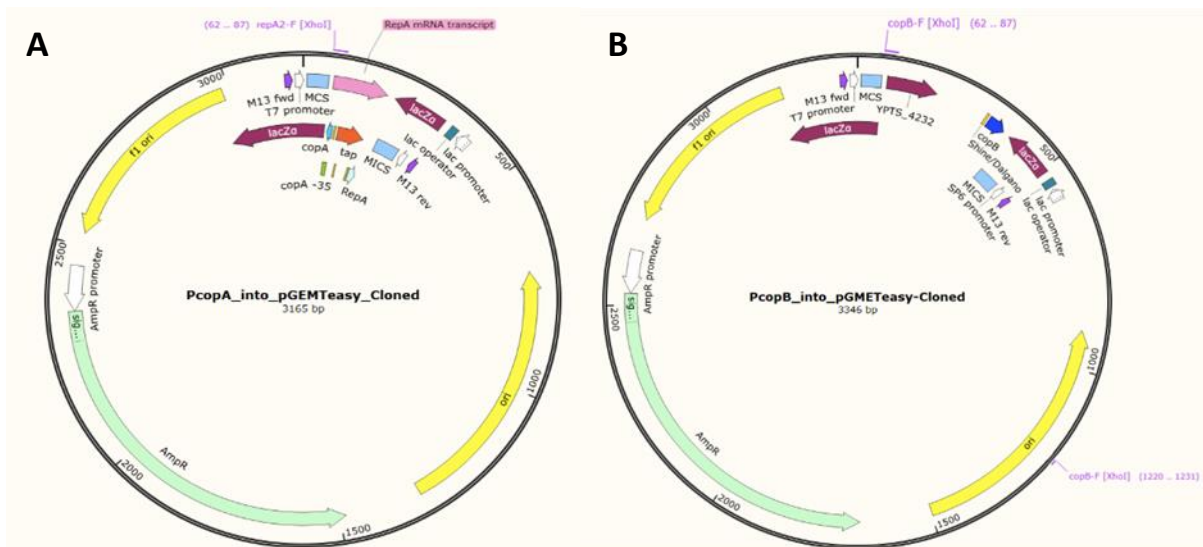 A
(62 .. 87) repA2-F [XhoI]
RepA mRNA transcript
3000
M13 fwd
T7 promoter
MCS
lacZα
lac promoter
lac operator
500
f1 ori
lacZα
copA
tap
MICS
M13 rev
copA -35
RepA
2500
AmpR promoter
sig...
PcopA_into_pGEMTeasy_Cloned
3165 bp
1000
ori
AmpR
2000
1500
B
copB-F [XhoI] (62 .. 87)
3000
M13 fwd
T7 promoter
MCS
YPTS_4232
lacZα
f1 ori
copB
Shine/Dalgano
lacZα
500
MICS
SP6 promoter
M13 rev
lac operator
lac promoter
AmpR promoter
2500
sig...
PcopB_into_pGMETeasy-Cloned
3346 bp
1000
ori
copB-F [XhoI] (1220 .. 1231)
AmpR
2000
1500